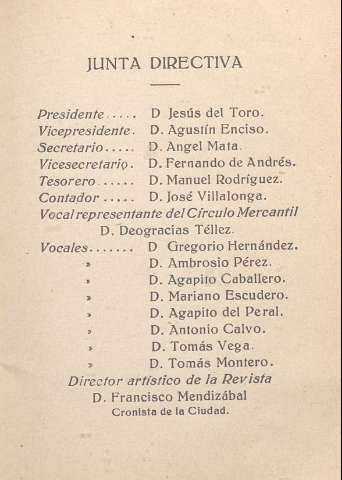 JUNTA DIRECTIVA
Presidente..... D Jesús del Toro.
Vicepresidente. D. Agustín Enciso.
Secretario..... D. Angel Mata.
Vicesecretario. D. Fernando de Andrés.
Tesorero ...... D. Manuel Rodríguez.
Contador ...... D. José Villalonga.
Vocal representante del Círculo Mercantil
D. Deogracias Téllez.
Vocales....... D Gregorio Hernández.
» D. Ambrosio Pérez.
» D. Agapito Caballero.
» D. Mariano Escudero.
» D. Agapito del Peral.
» D. Antonio Calvo.
» D. Tomás Vega.
» D. Tomás Montero.
Director artístico de la Revista
D. Francisco Mendizábal
Cronista de la Ciudad.